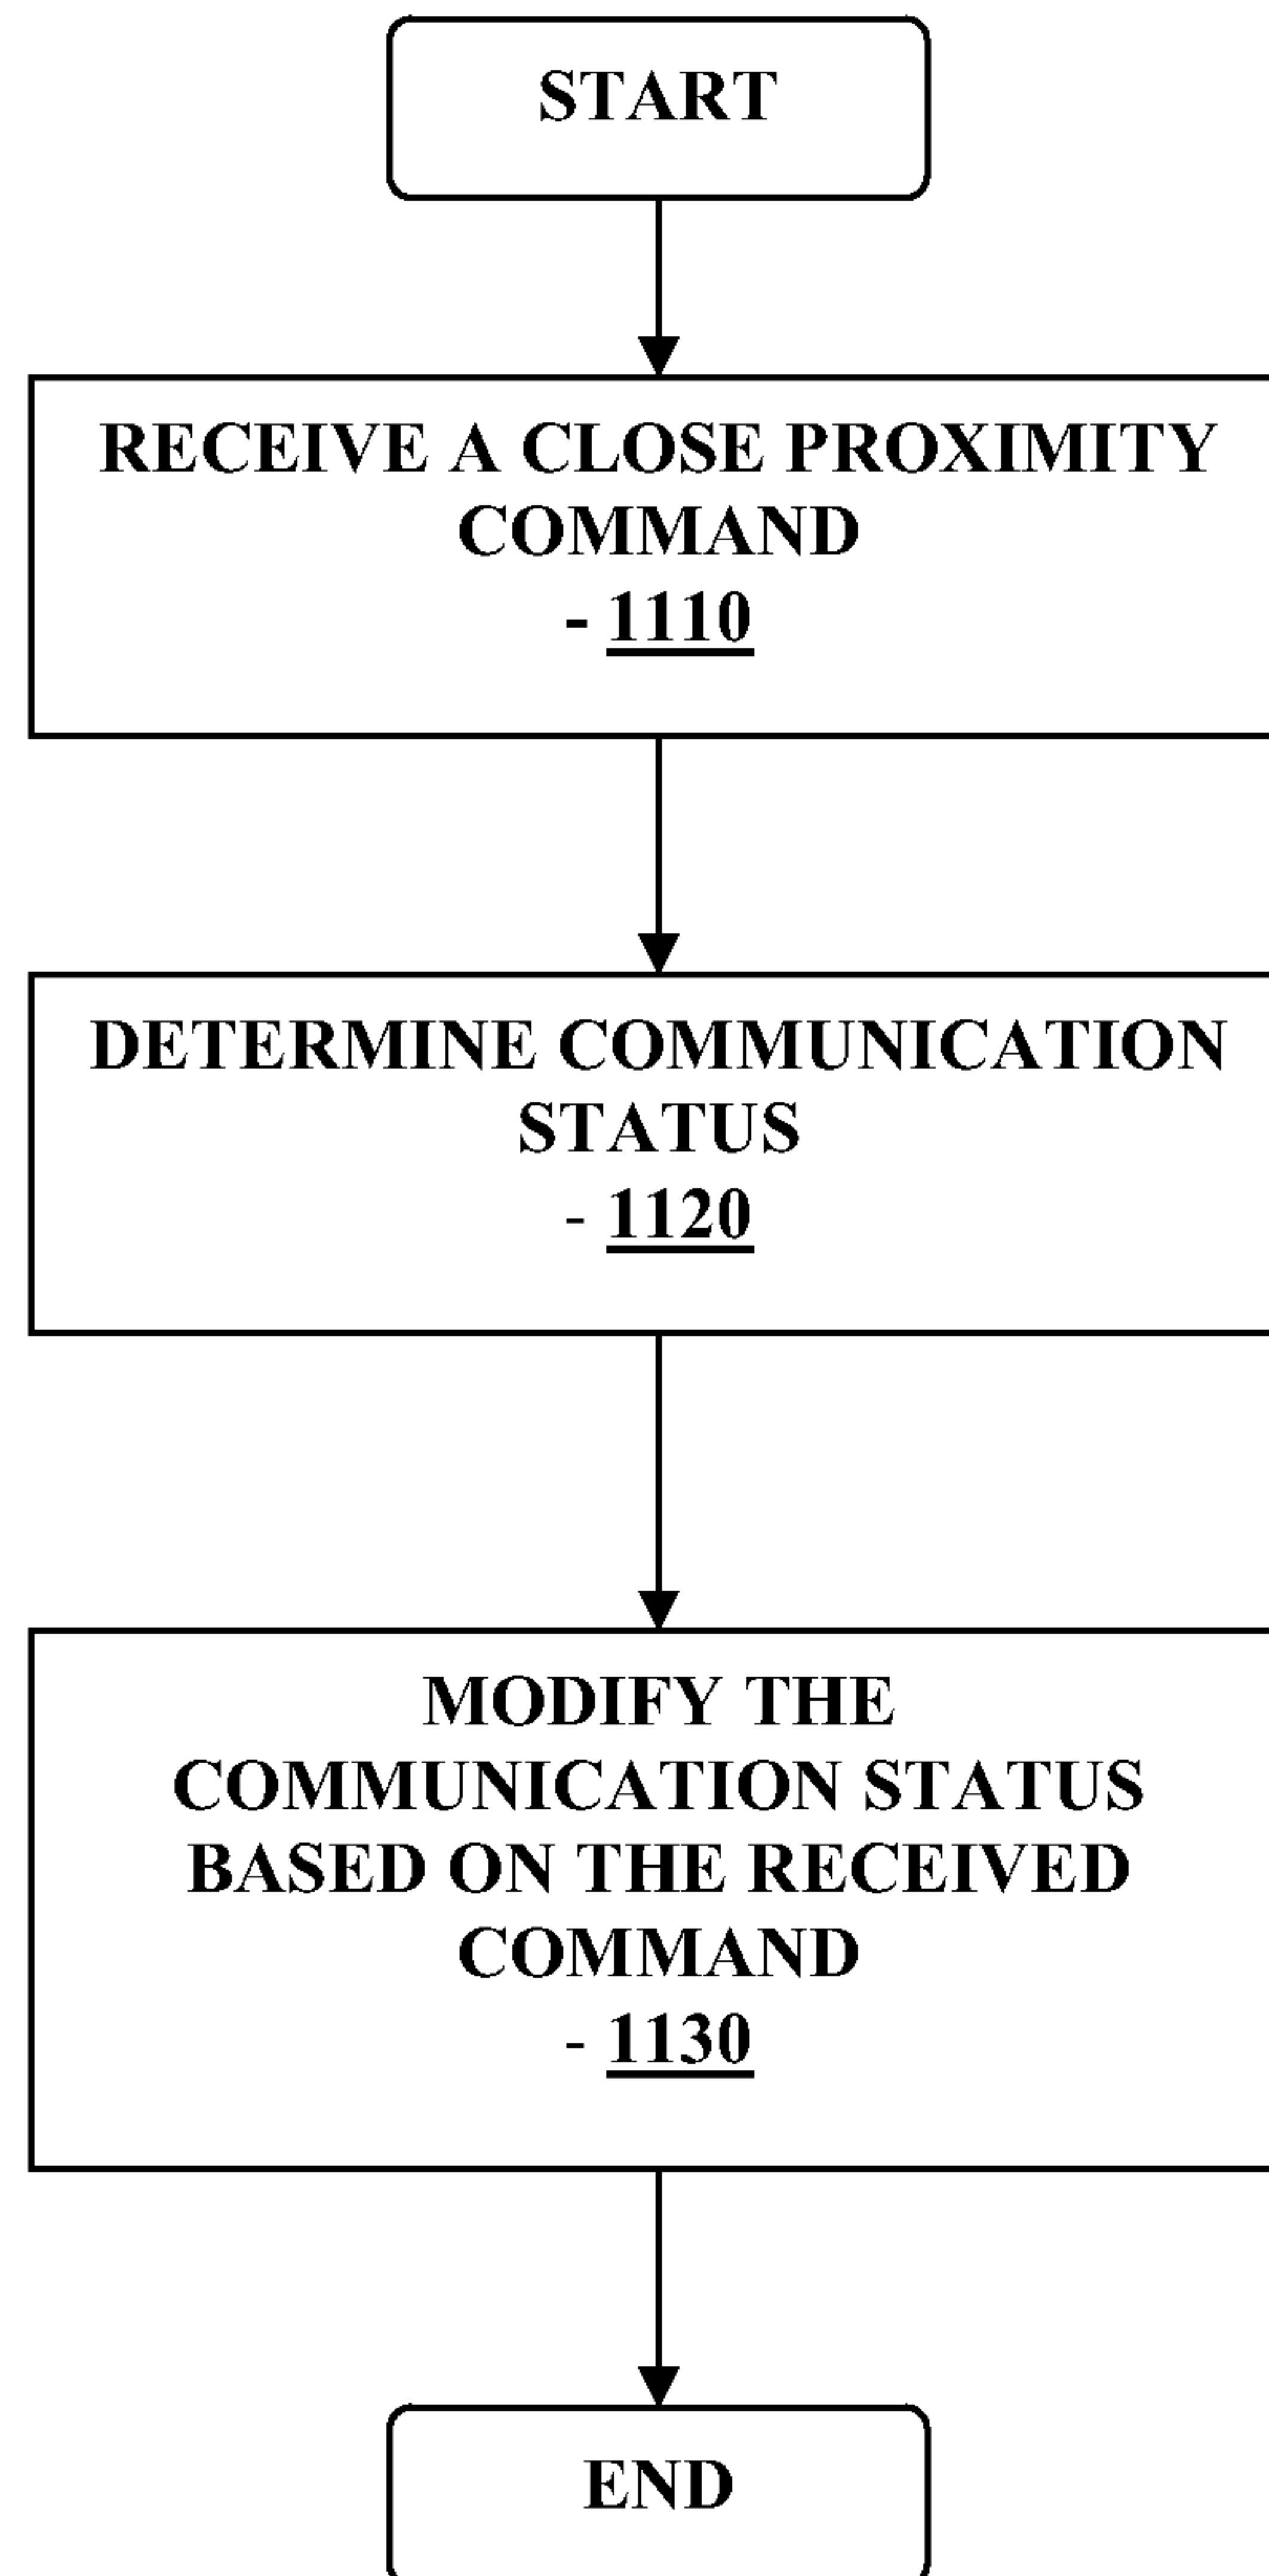 START
RECEIVE A CLOSE PROXIMITY
COMMAND
- 1110
DETERMINE COMMUNICATION
STATUS
- 1120
MODIFY THE
COMMUNICATION STATUS
BASED ON THE RECEIVED
COMMAND
- 1130
END